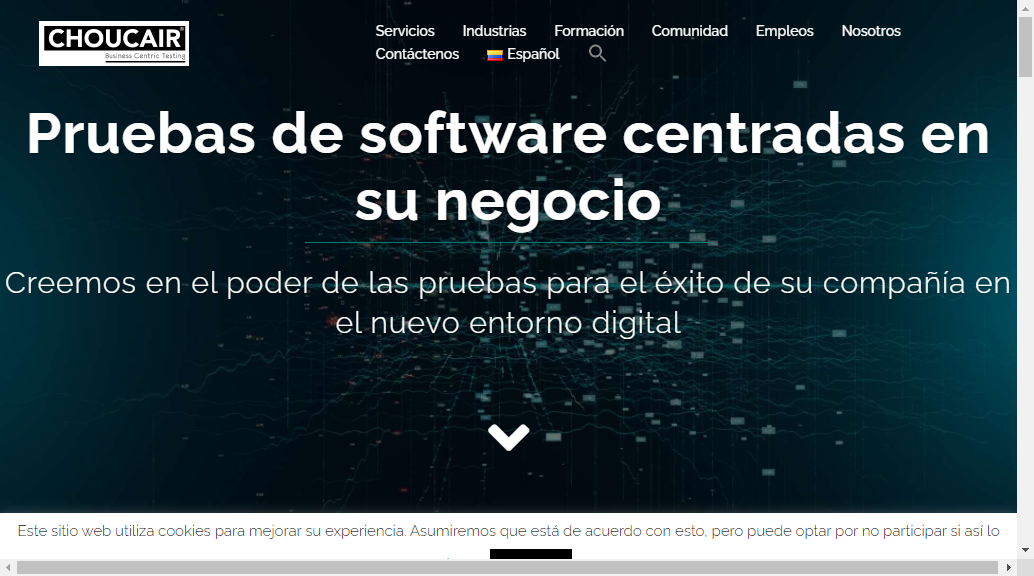 CHOUCAIR
Business Centric Testing
Servicios Industrias Formación Comunidad Empleos Nosotros
Contáctenos Español
Pruebas de software centradas en
su negocio
Creemos en el poder de las pruebas para el éxito de su compañía en
el nuevo entorno digital
Este sitio web utiliza cookies para mejorar su experiencia. Asumiremos que está de acuerdo con esto, pero puede optar por no participar si así lo